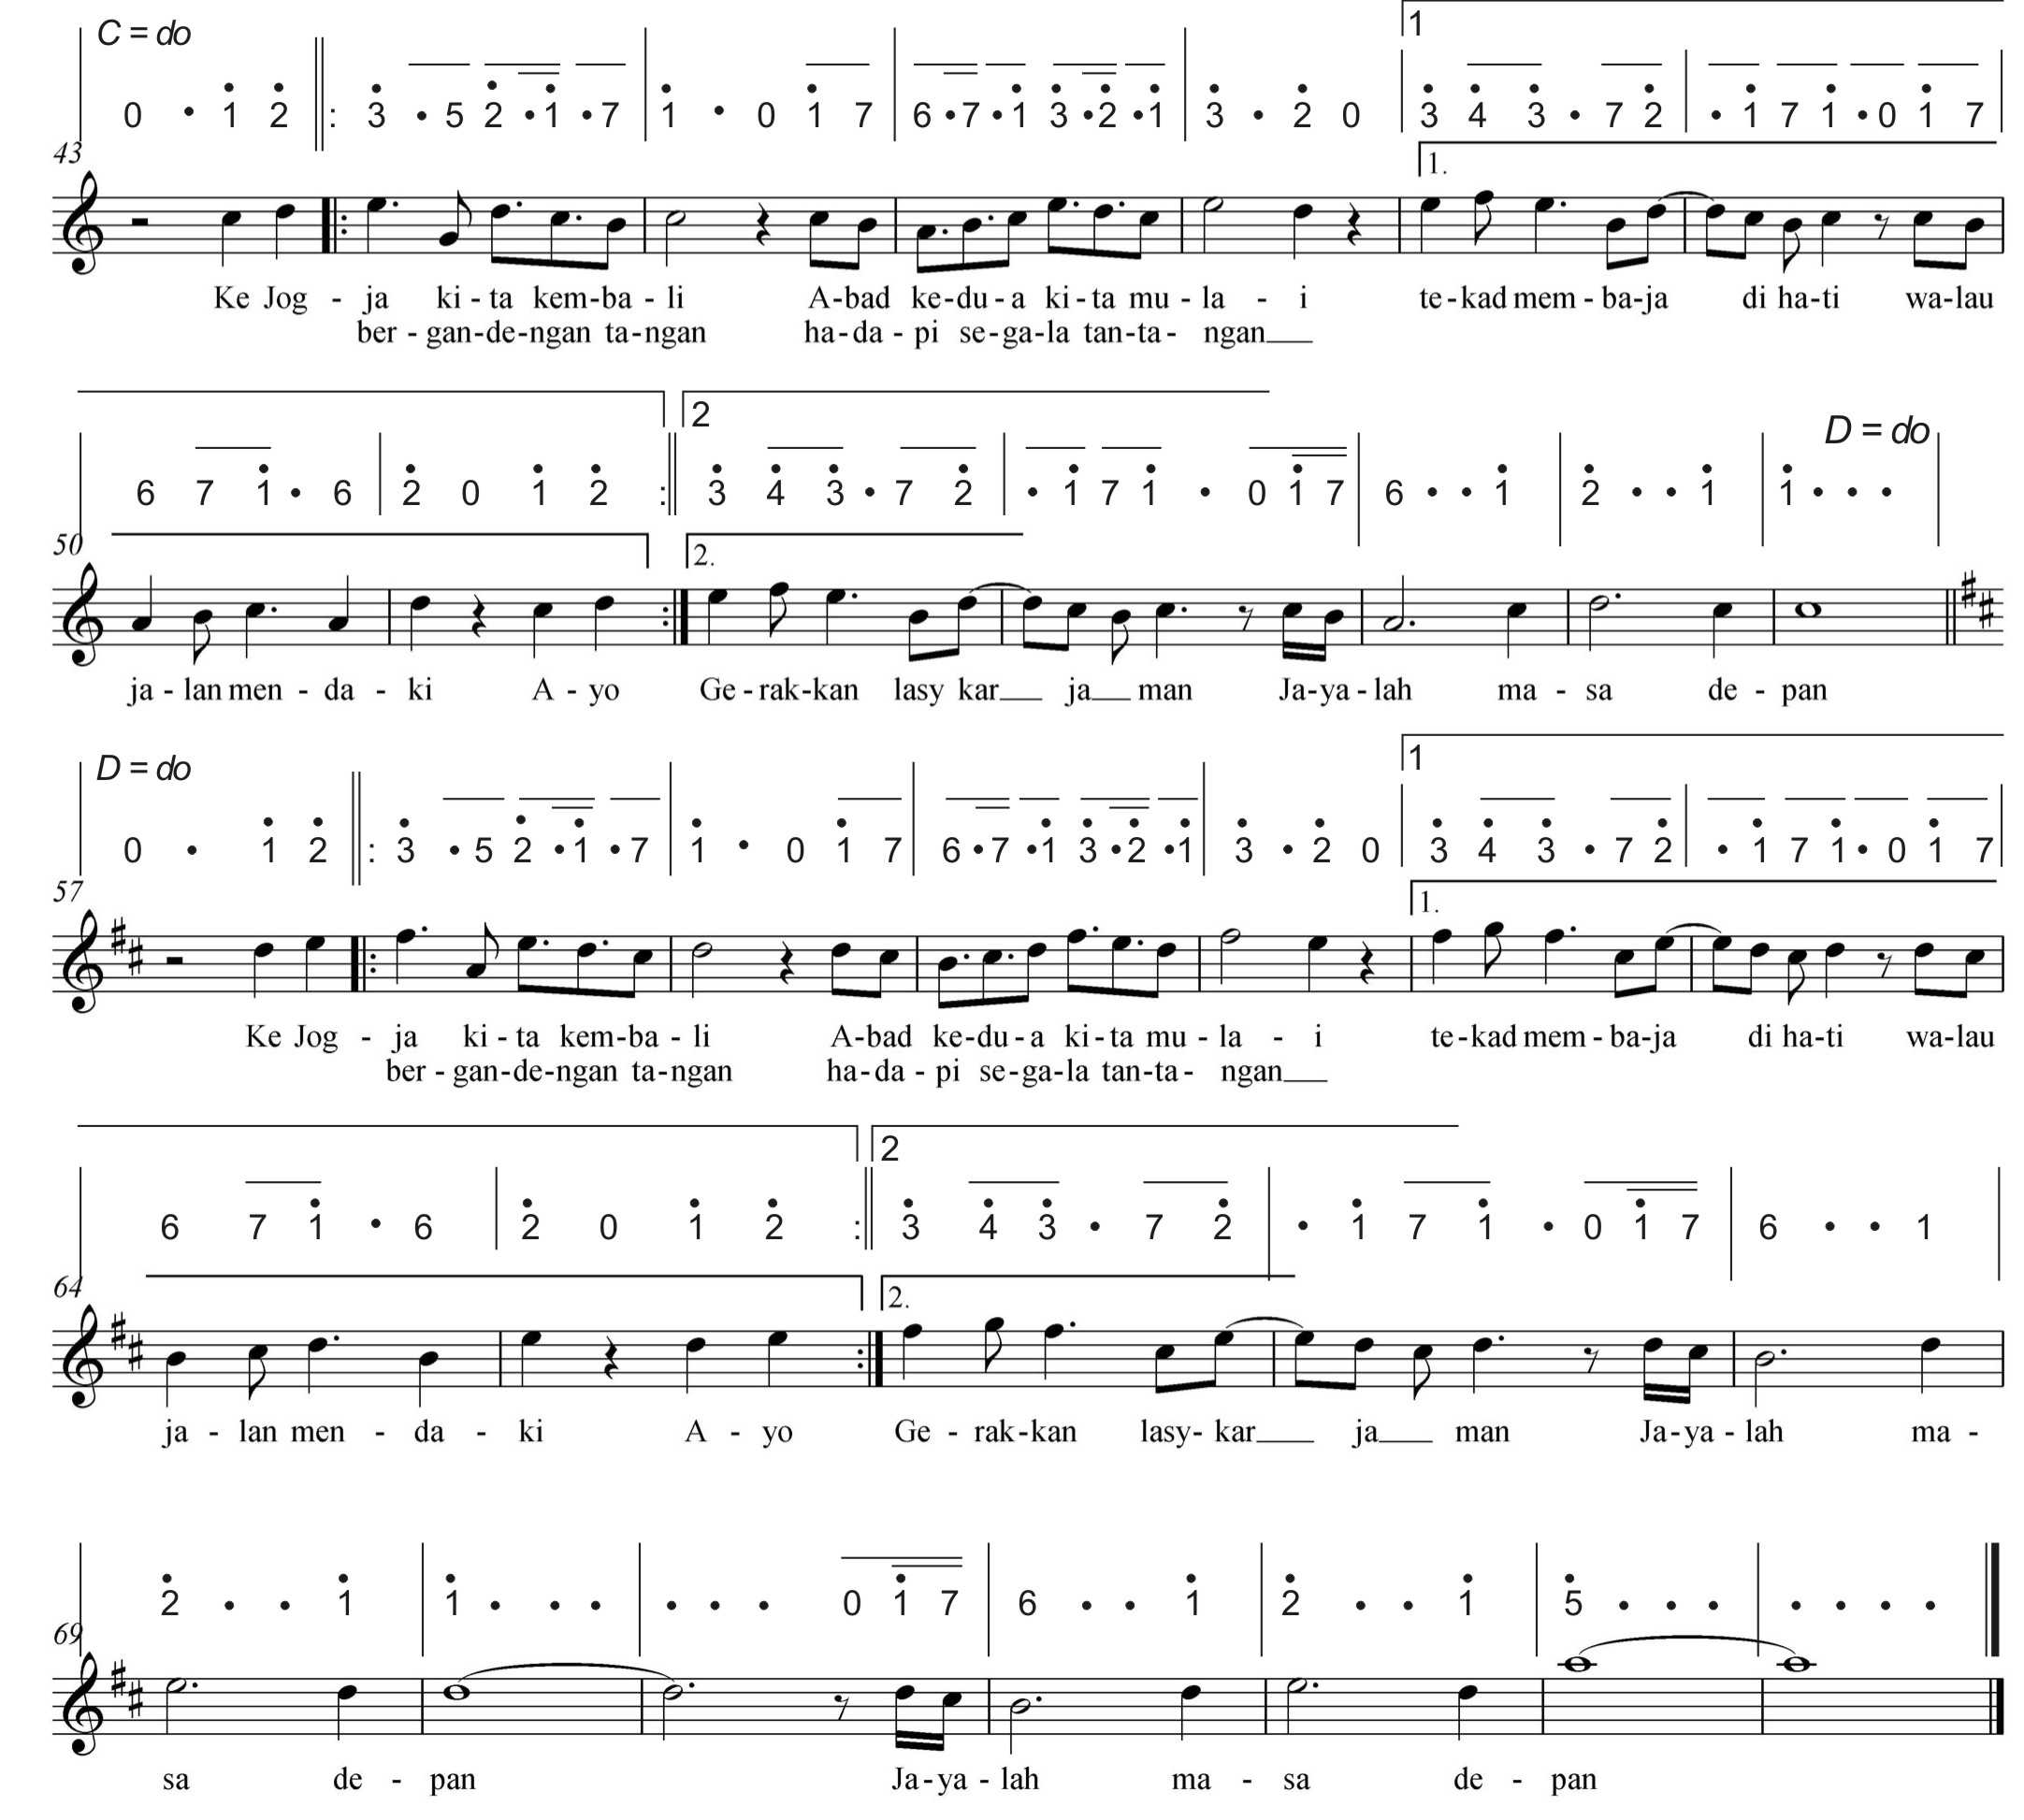 C = do
1
0 • 1 2 : 3 • 5 2 • 1 • 7 1 • 0 1 7 6 • 7 • 1 3 • 2 • 1 3 • 2 0 3 4 3 • 7 2 • 1 7 1 • 0 1 7
43
1.
Ke Jog - ja ki - ta kem - ba - li A - bad ke - du - a ki - ta mu - la - i te - kad mem - ba - ja di ha - ti wa - lau
ber - gan - de - ngan ta - ngan ha - da - pi se - ga - la tan - ta - ngan
2
D = do
6 7 1 • 6 2 0 1 2 : 3 4 3 • 7 2 • 1 7 1 • 0 1 7 6 • • 1 2 • • 1 1 • • •
50
2.
ja - lan men - da - ki A - yo Ge - rak - kan lasy kar ja man Ja - ya - lah ma - sa de - pan
D = do
1
0 • 1 2 : 3 • 5 2 • 1 • 7 1 • 0 1 7 6 • 7 • 1 3 • 2 • 1 3 • 2 0 3 4 3 • 7 2 • 1 7 1 • 0 1 7
57
1.
Ke Jog - ja ki - ta kem - ba - li A - bad ke - du - a ki - ta mu - la - i te - kad mem - ba - ja di ha - ti wa - lau
ber - gan - de - ngan ta - ngan ha - da - pi se - ga - la tan - ta - ngan
2
6 7 1 • 6 2 0 1 2 : 3 4 3 • 7 2 • 1 7 1 • 0 1 7 6 • • 1
64
2.
ja - lan men - da - ki A - yo Ge - rak - kan lasy - kar ja man Ja - ya - lah ma -
2 • • 1 1 • • • • • • 0 1 7 6 • • 1 2 • • 1 5 • • • • • • •
69
sa de - pan Ja - ya - lah ma - sa de - pan